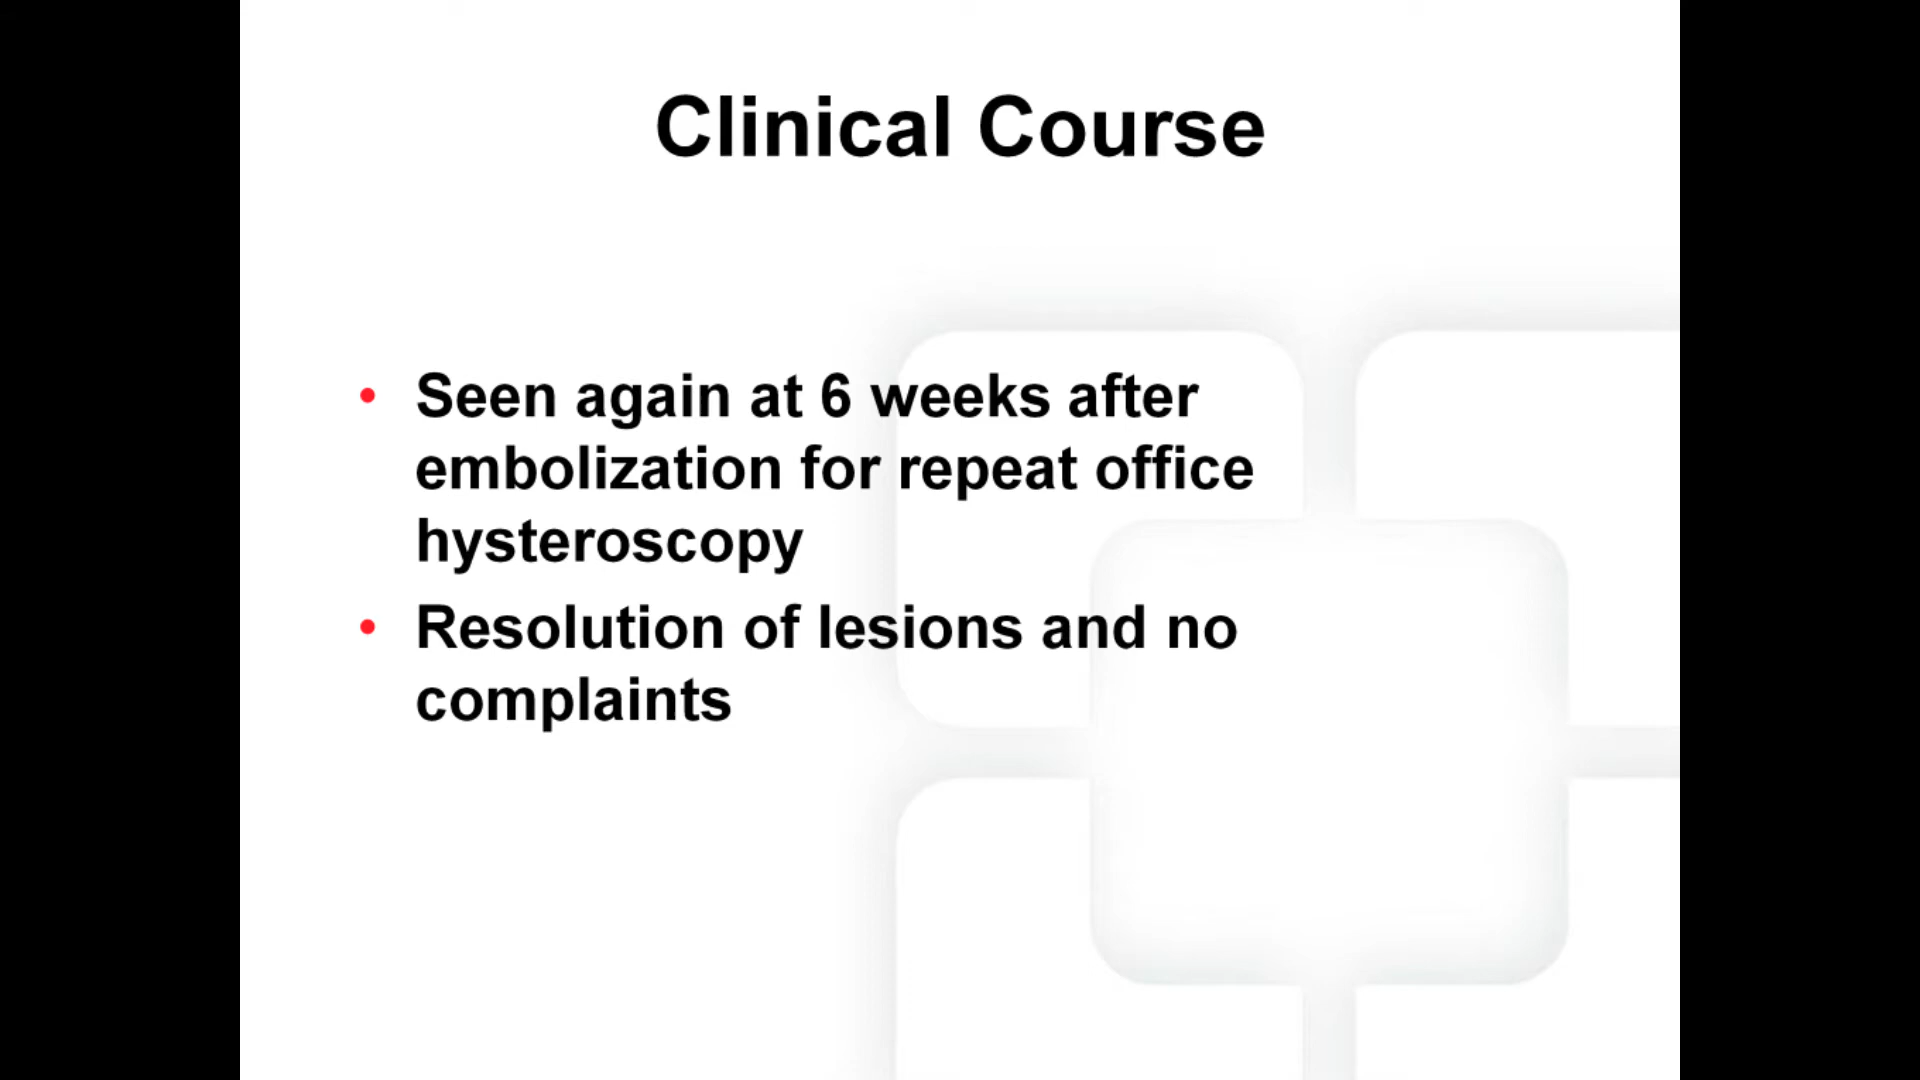 Clinical Course
• Seen again at 6 weeks after
embolization for repeat office
hysteroscopy
• Resolution of lesions and no
complaints